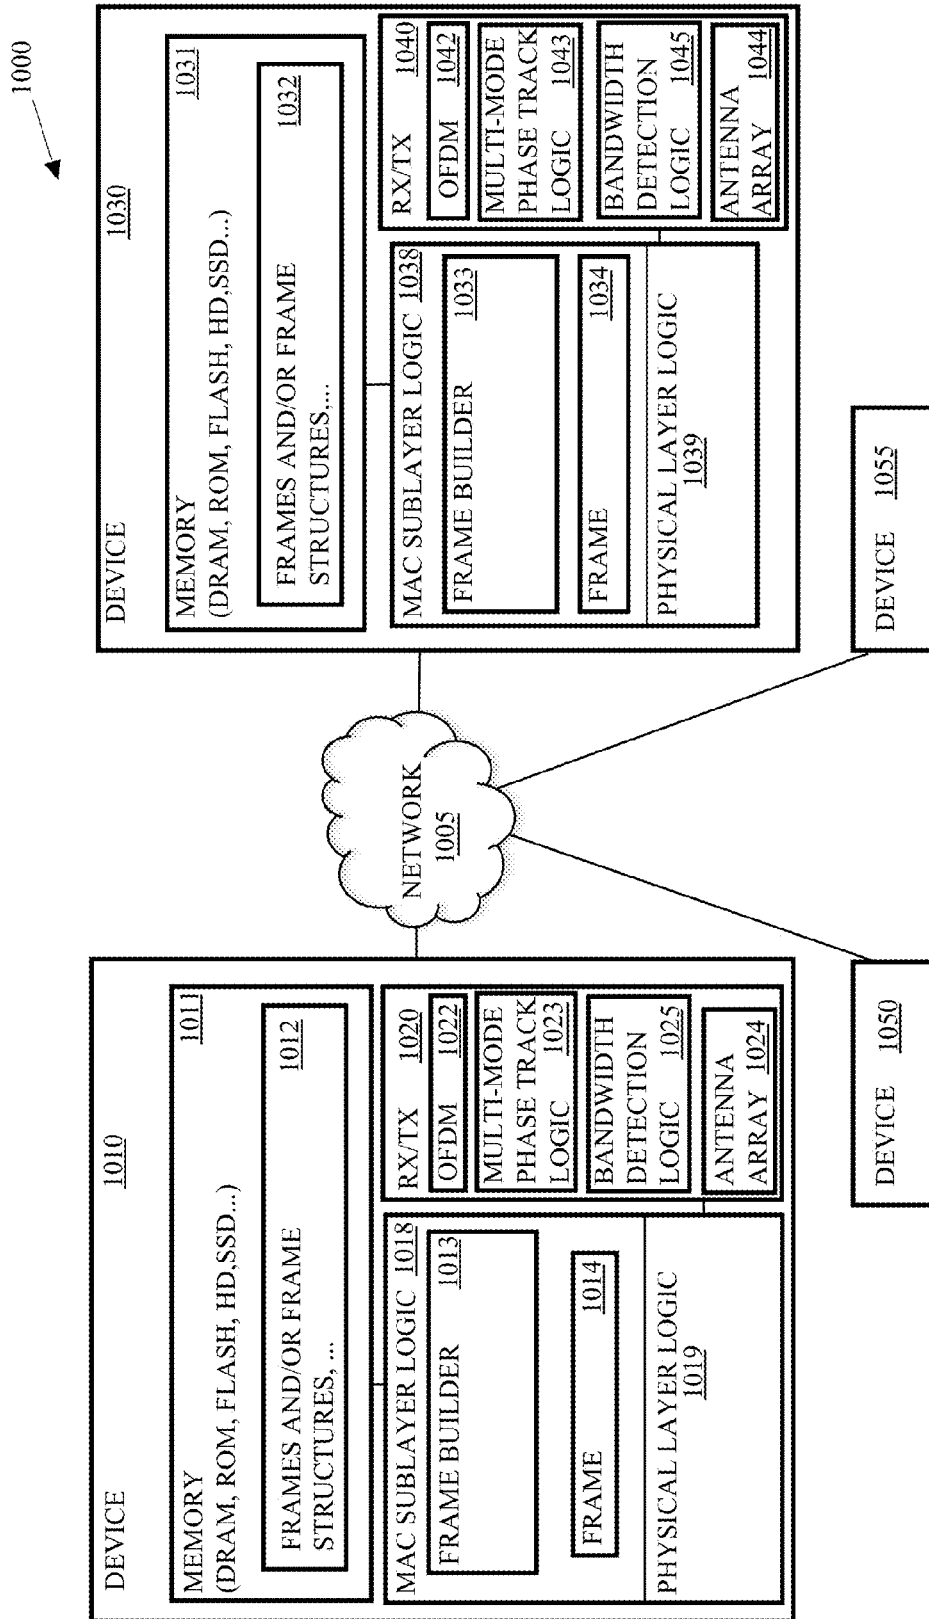 1000
DEVICE 1010
MEMORY 1011
(DRAM, ROM, FLASH, HD,SSD...)
FRAMES AND/OR FRAME 1012
STRUCTURES, ...
MAC SUBLAYER LOGIC 1018
FRAME BUILDER 1013
FRAME 1014
PHYSICAL LAYER LOGIC
1019
RX/TX 1020
OFDM 1022
MULTI-MODE
PHASE TRACK
LOGIC 1023
BANDWIDTH
DETECTION
LOGIC 1025
ANTENNA
ARRAY 1024
NETWORK
1005
DEVICE 1030
MEMORY 1031
(DRAM, ROM, FLASH, HD,SSD...)
FRAMES AND/OR FRAME 1032
STRUCTURES,...
MAC SUBLAYER LOGIC 1038
FRAME BUILDER 1033
FRAME 1034
PHYSICAL LAYER LOGIC
1039
RX/TX 1040
OFDM 1042
MULTI-MODE
PHASE TRACK
LOGIC 1043
BANDWIDTH
DETECTION
LOGIC 1045
ANTENNA
ARRAY 1044
DEVICE 1050
DEVICE 1055